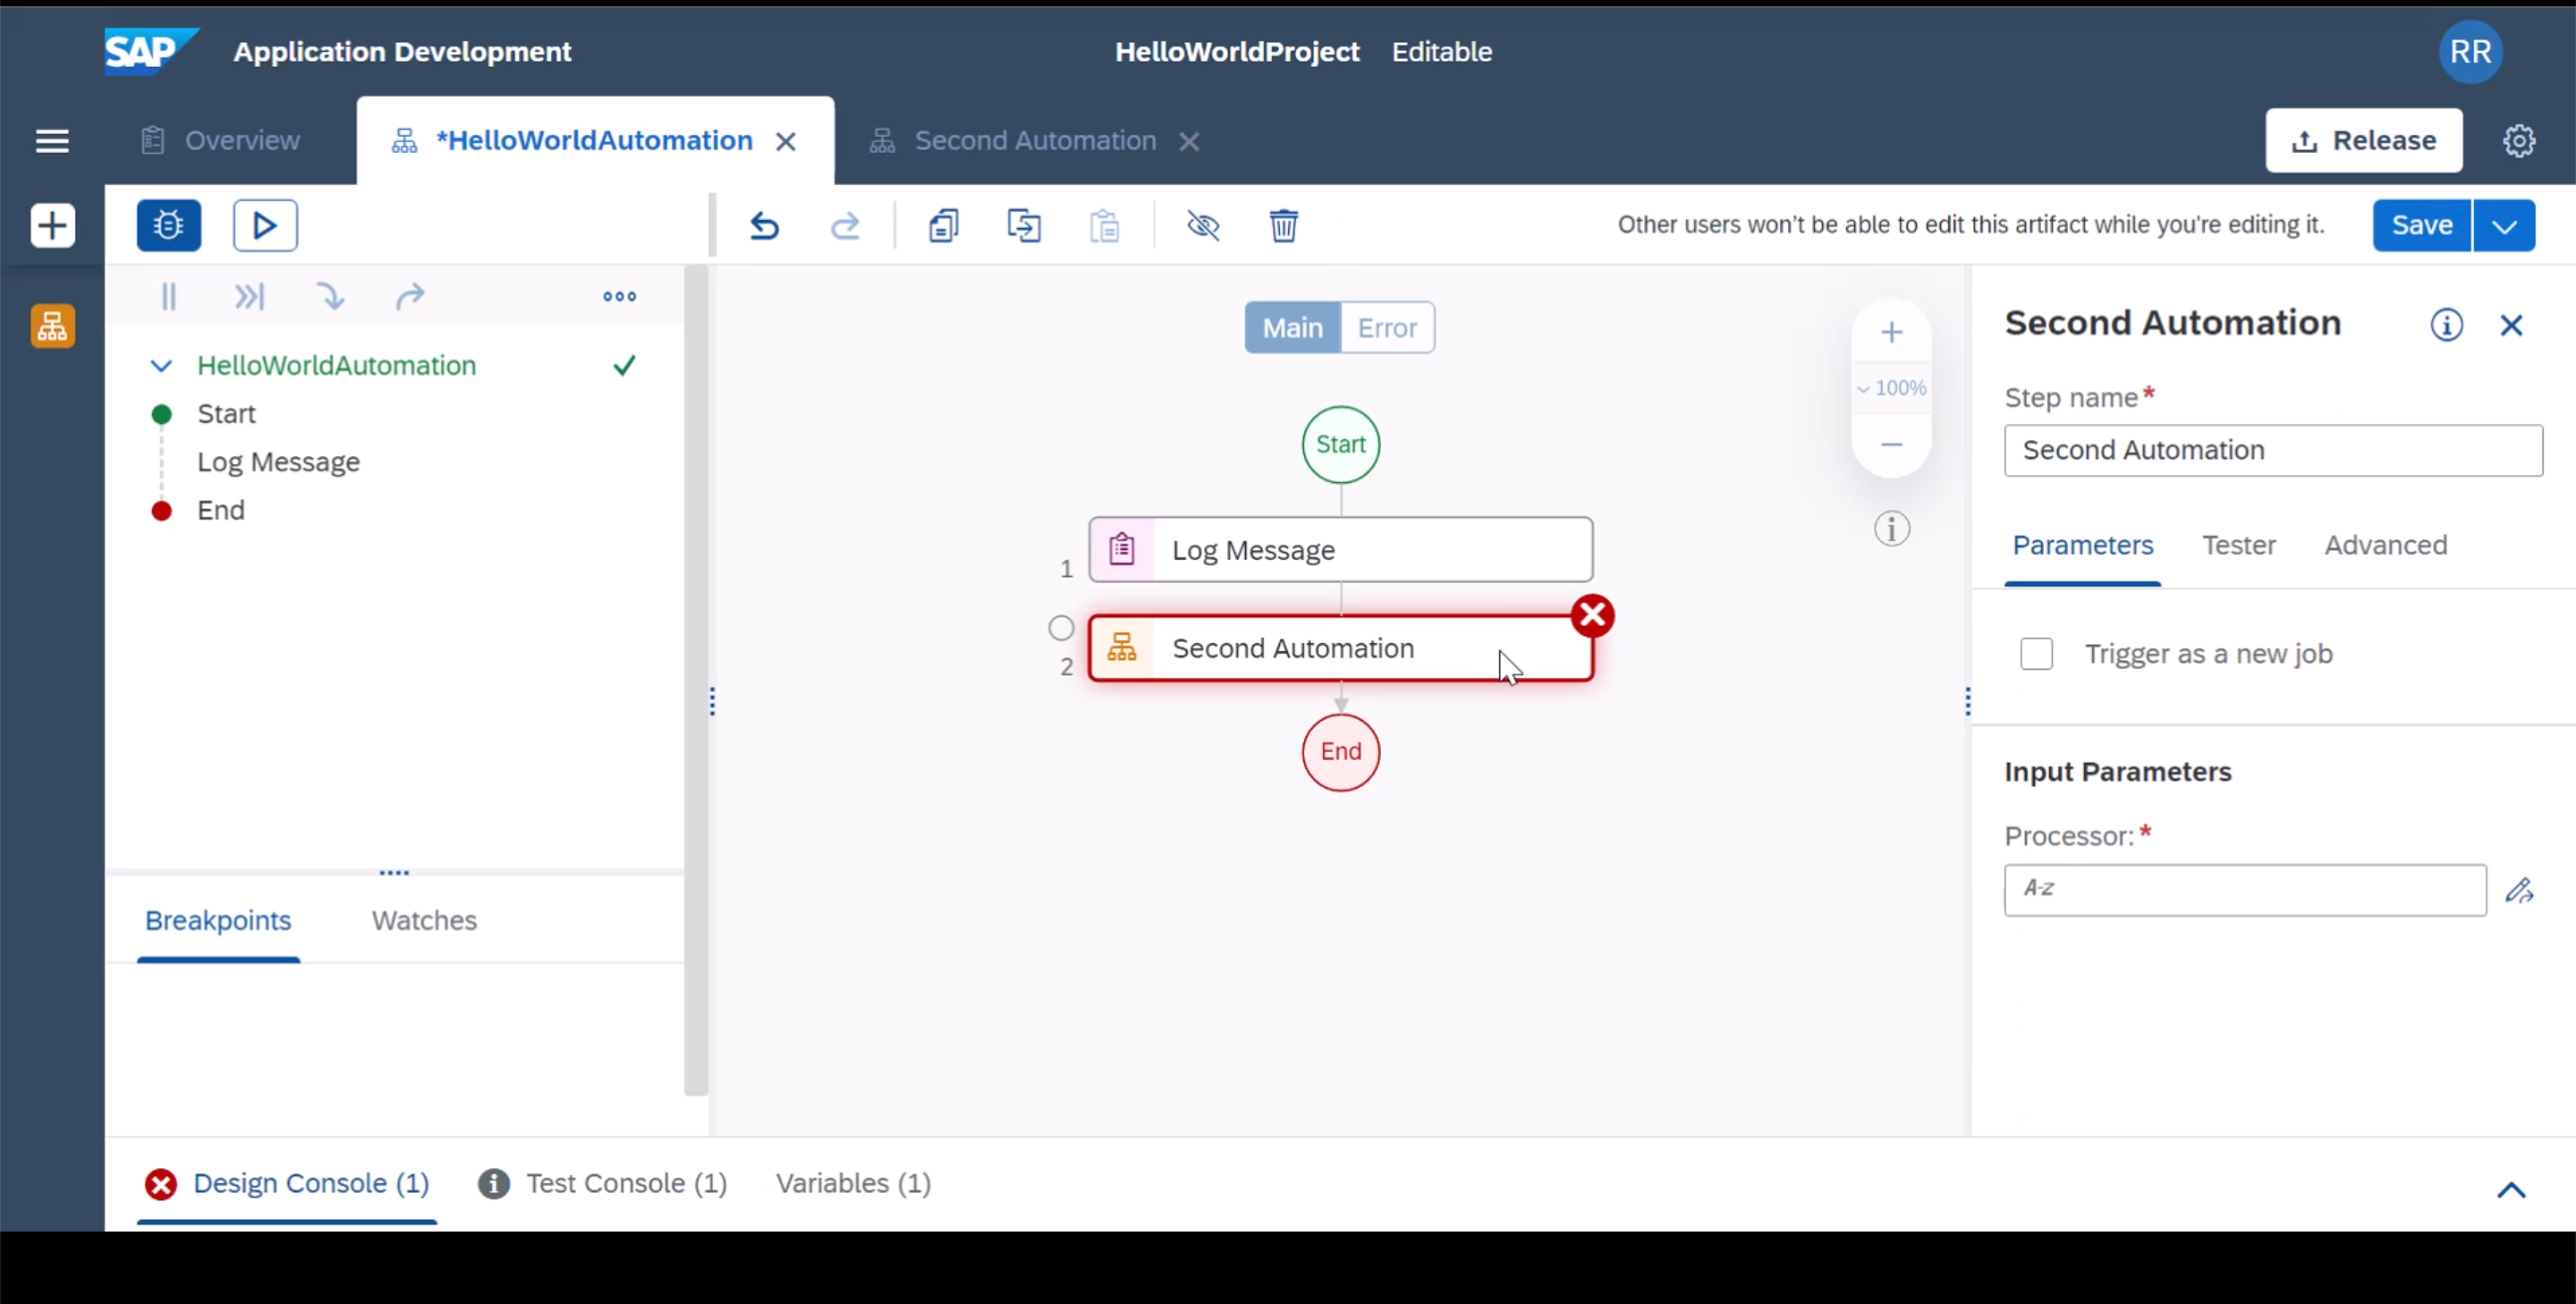 SAP Application Development HelloWorldProject Editable RR
Overview *HelloWorldAutomation Second Automation Release
Other users won't be able to edit this artifact while you're editing it. Save
HelloWorldAutomation
Start
Log Message
End
Breakpoints Watches
Main Error
100%
Start
1 Log Message
2 Second Automation
End
Second Automation
Step name*
Second Automation
Parameters Tester Advanced
Trigger as a new job
Input Parameters
Processor:*
A-z
Design Console (1) Test Console (1) Variables (1)